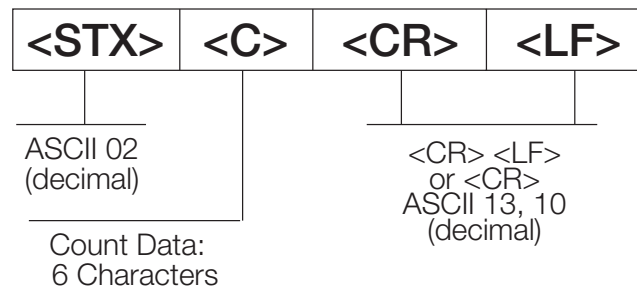 <STX> <C> <CR> <LF>
ASCII 02
(decimal)
<CR> <LF>
or <CR>
ASCII 13, 10
(decimal)
Count Data:
6 Characters